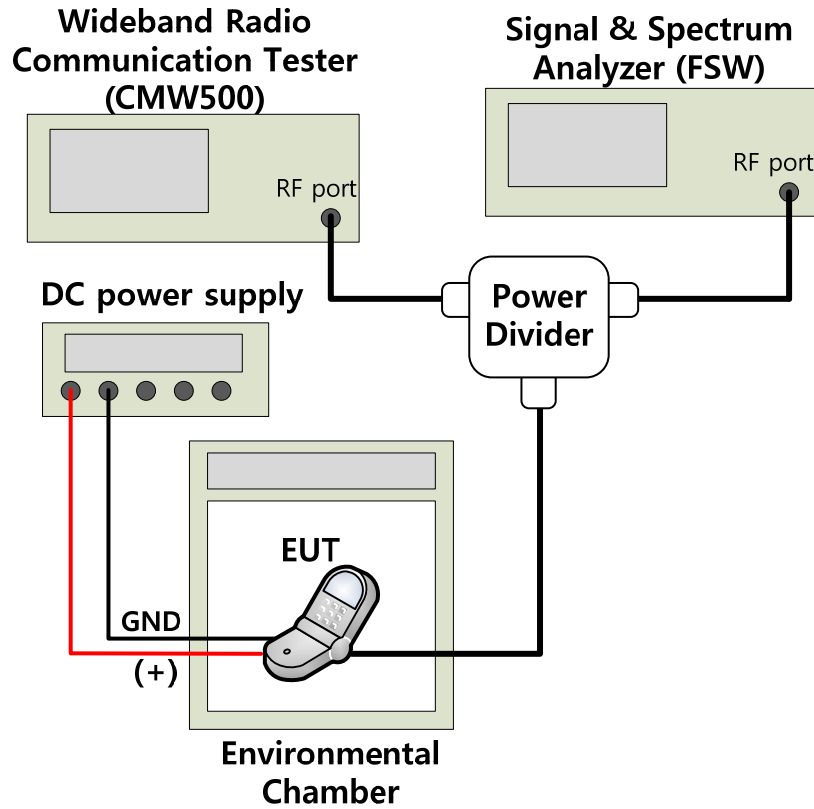 Wideband Radio
Communication Tester
(CMW500)
RF port
Signal & Spectrum
Analyzer (FSW)
RF port
DC power supply
Power
Divider
EUT
GND
(+)
Environmental
Chamber